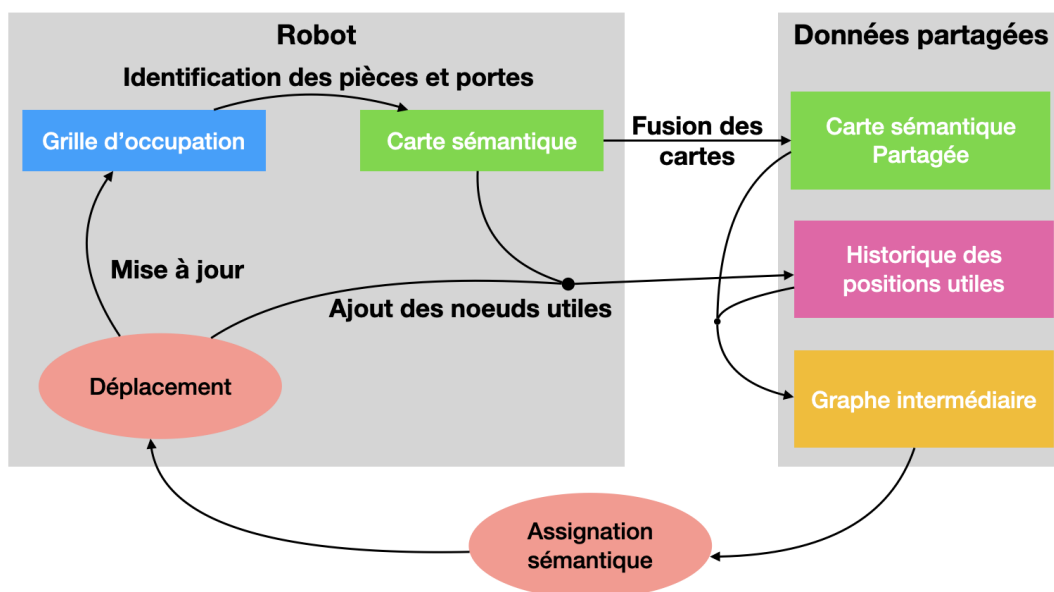 Robot
Données partagées
Identification des pièces et portes
Grille d'occupation
Carte sémantique
Fusion des
cartes
Carte sémantique
Partagée
Mise à jour
Ajout des noeuds utiles
Historique des
positions utiles
Déplacement
Graphe intermédiaire
Assignation
sémantique